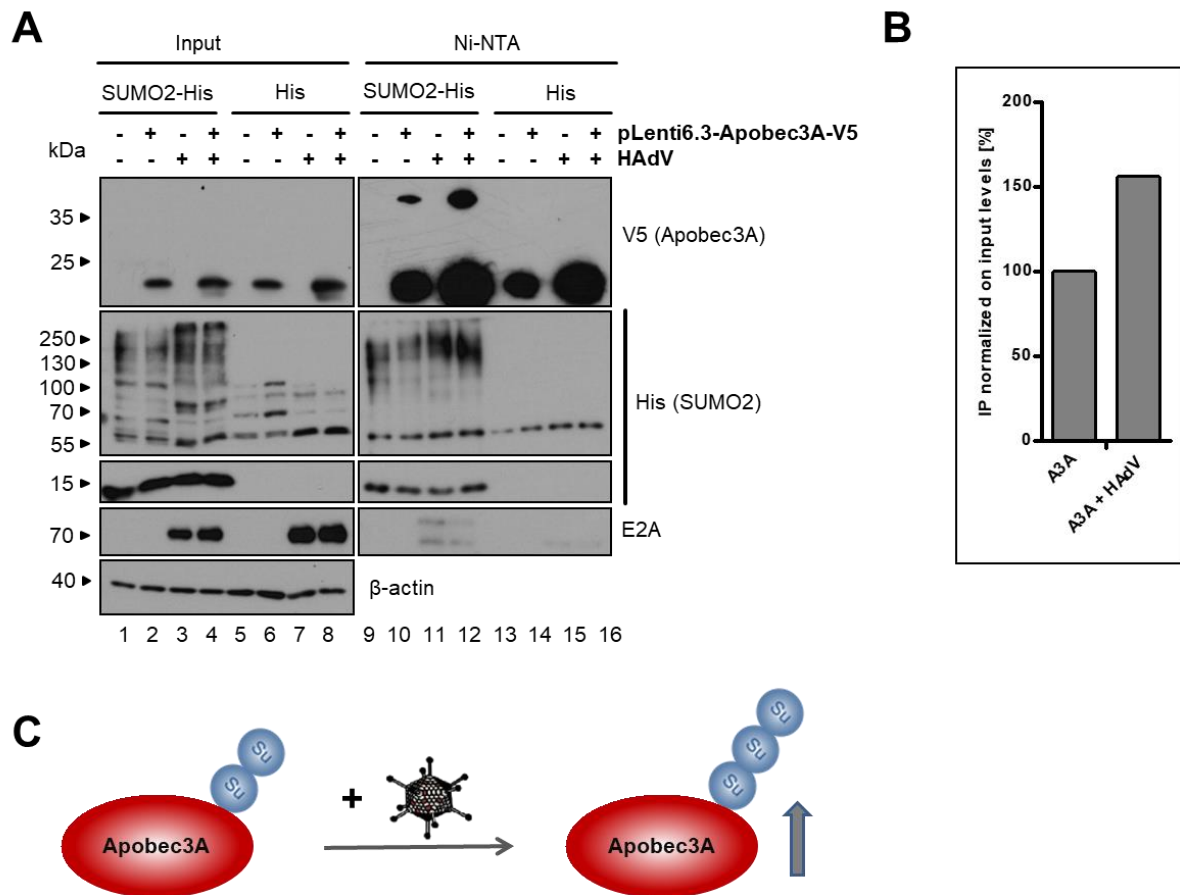 A
Input
Ni-NTA
SUMO2-His
His
SUMO2-His
His
- + - + - + - + - + - + - + - + pLenti6.3-Apobec3A-V5
kDa
- - + + - - + + - - + + - - + + HAdV
35
25
V5 (Apobec3A)
250
130
100
70
55
15
His (SUMO2)
70
E2A
40
β-actin
1 2 3 4 5 6 7 8 9 10 11 12 13 14 15 16
B
IP normalized on input levels [%]
200
150
100
50
0
A3A
A3A + HAdV
C
Su
Su
Apobec3A
+
Su
Su
Su
Apobec3A